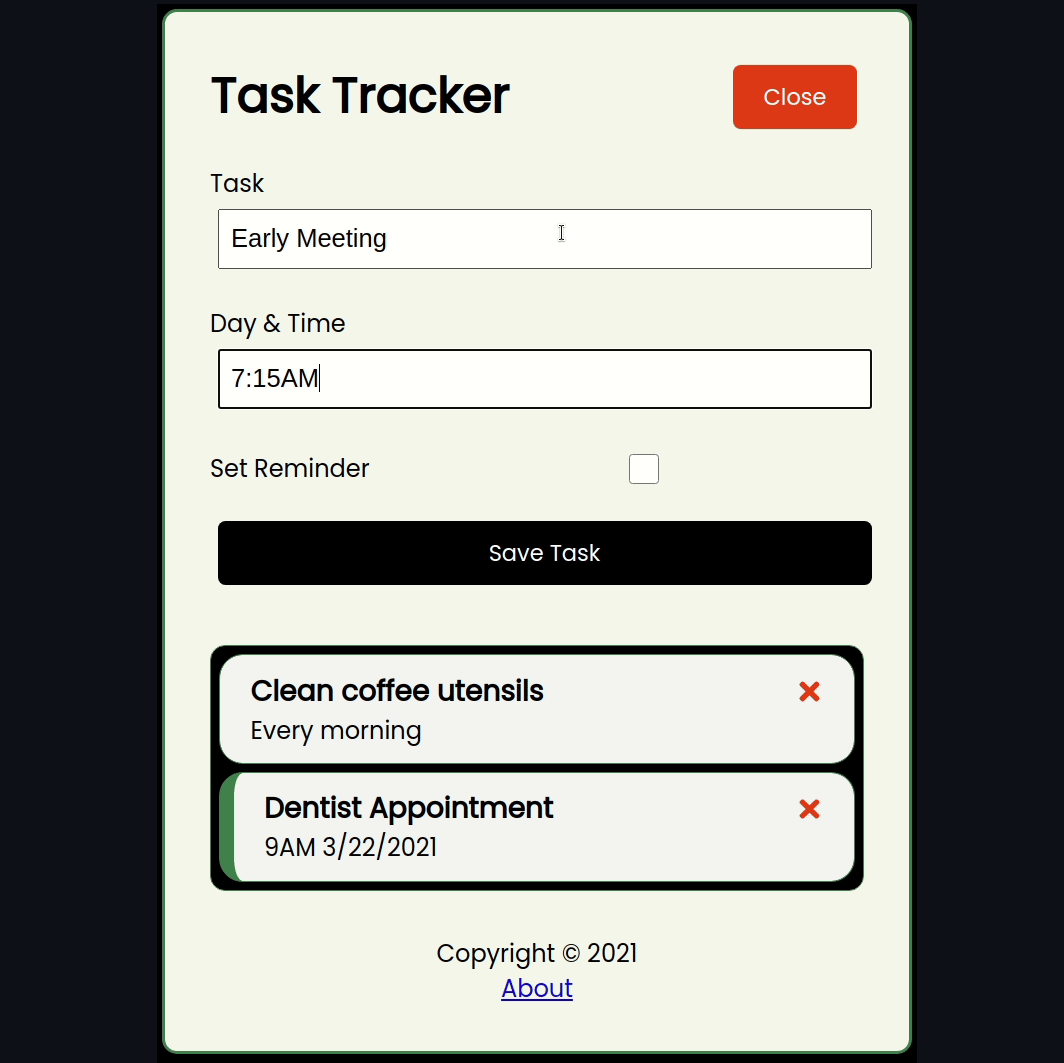 Task Tracker
Close
Task
Early Meeting
Day & Time
7:15AM
Set Reminder
Save Task
Clean coffee utensils
Every morning
Dentist Appointment
9AM 3/22/2021
Copyright © 2021
About